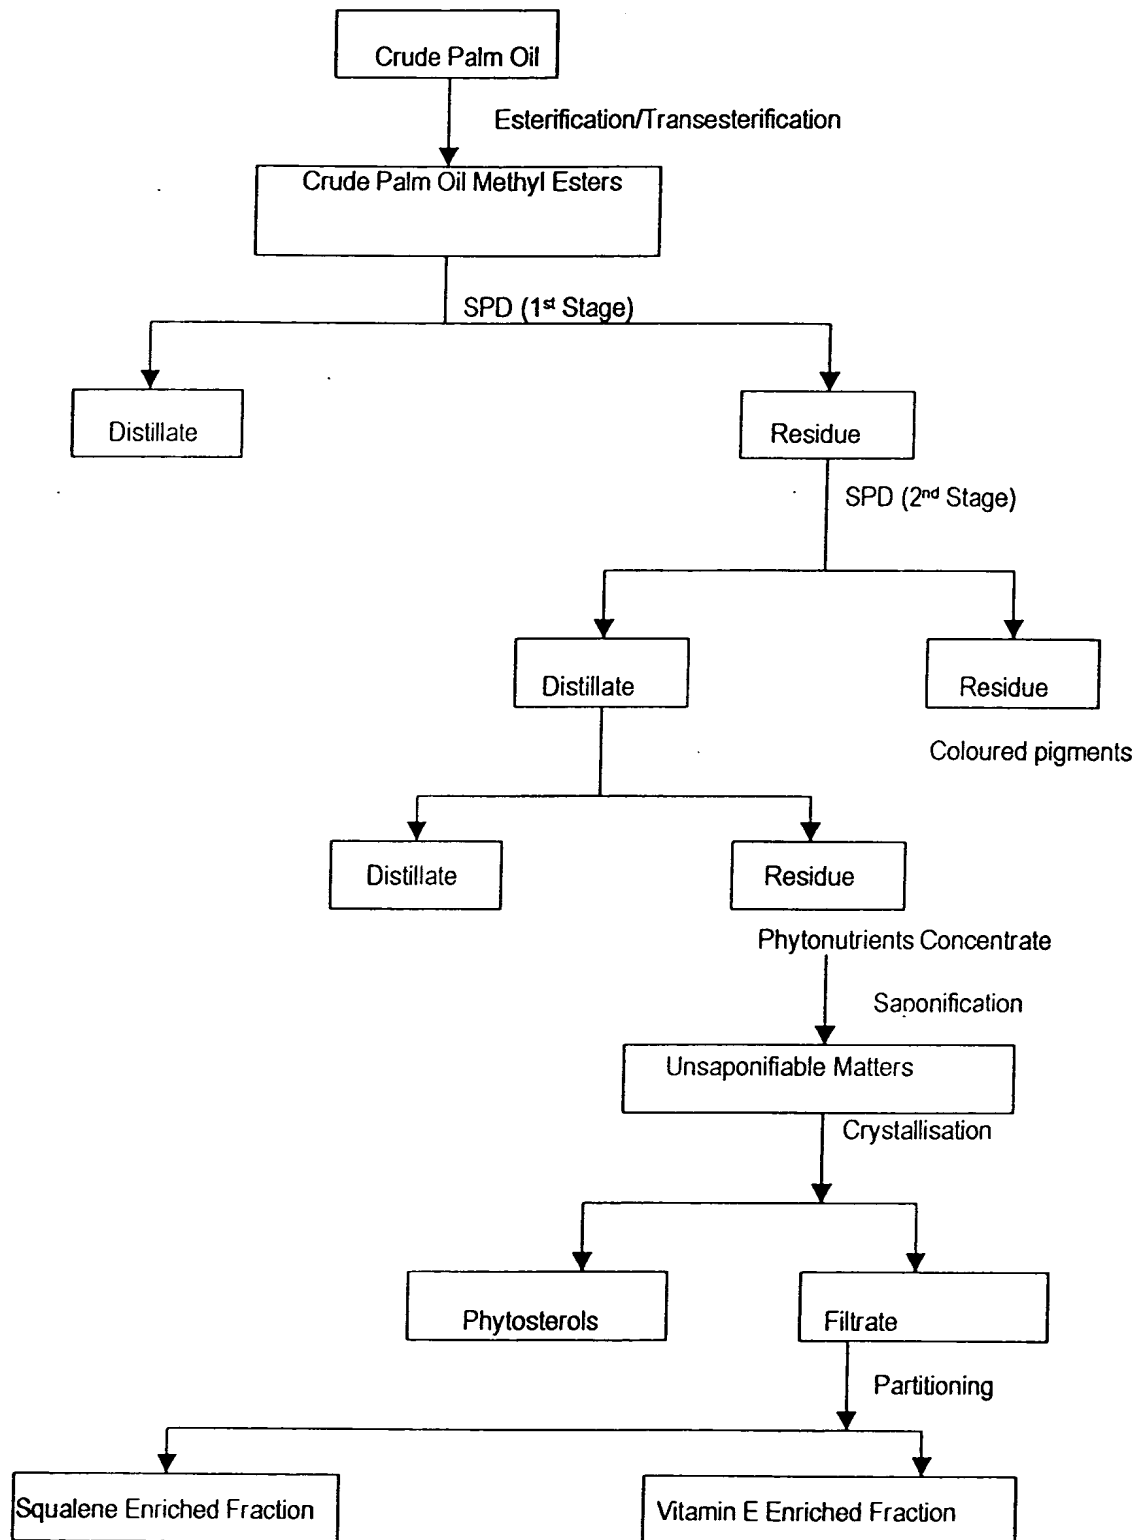 Crude Palm Oil
Esterification/Transesterification
Crude Palm Oil Methyl Esters
SPD (1st Stage)
Distillate
Residue
SPD (2nd Stage)
Distillate
Residue
Coloured pigments
Distillate
Residue
Phytonutrients Concentrate
Saponification
Unsaponifiable Matters
Crystallisation
Phytosterols
Filtrate
Partitioning
Squalene Enriched Fraction
Vitamin E Enriched Fraction